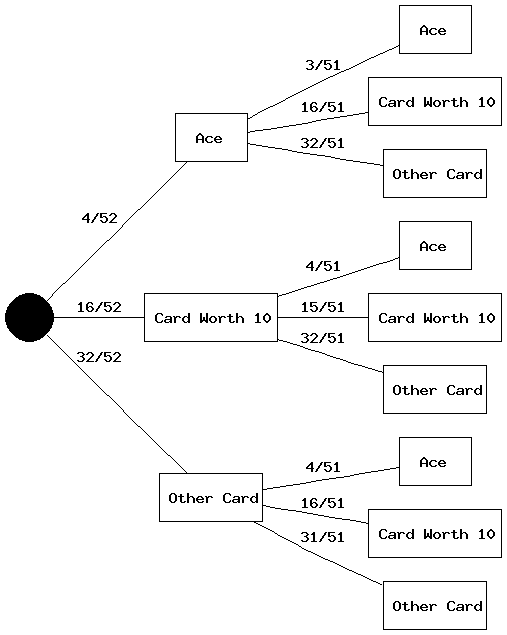 Ace
3/51
Card Worth 10
16/51
Ace
32/51
Other Card
4/52
Ace
4/51
16/52
15/51
Card Worth 10
Card Worth 10
32/51
32/52
Other Card
Ace
4/51
Other Card
16/51
Card Worth 10
31/51
Other Card